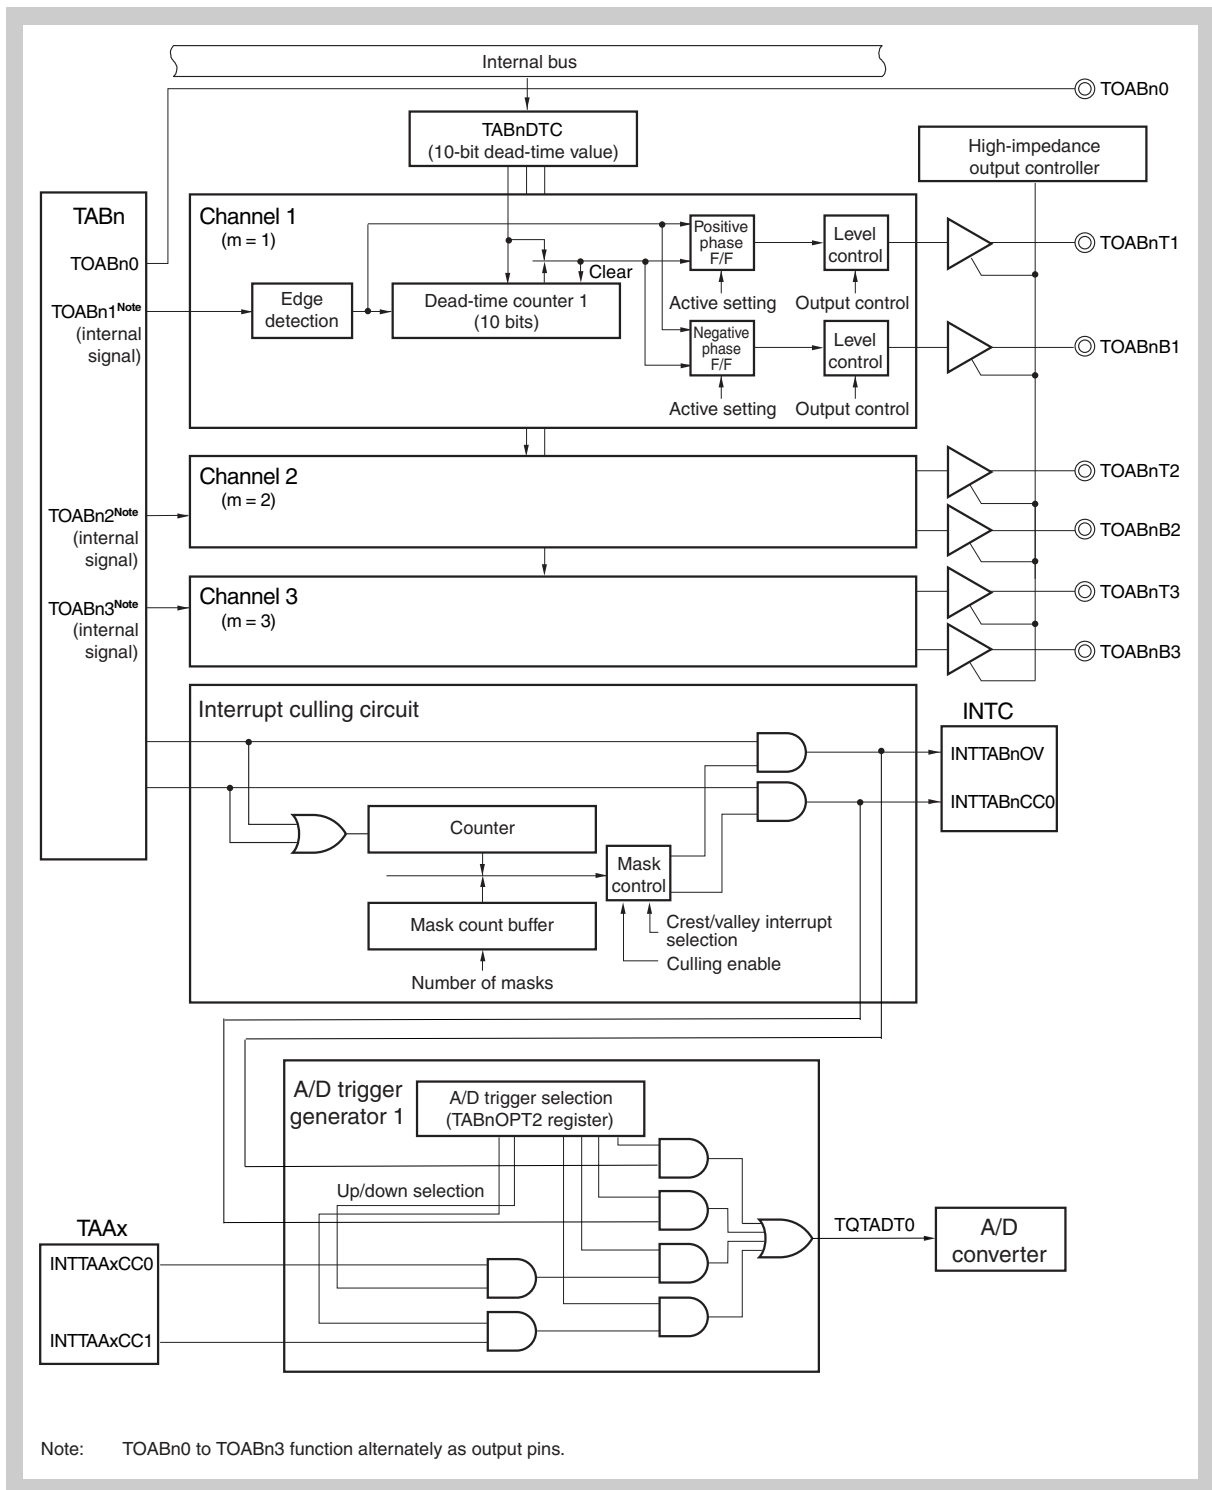 Internal bus
TOABn0
TABnDTC
(10-bit dead-time value)
High-impedance
output controller
TABn
TOABn0
TOABn1Note
(internal
signal)
Channel 1
(m = 1)
Edge
detection
Dead-time counter 1
(10 bits)
Clear
Positive
phase
F/F
Active setting
Level
control
Output control
TOABnT1
Negative
phase
F/F
Active setting
Level
control
Output control
TOABnB1
TOABn2Note
(internal
signal)
Channel 2
(m = 2)
TOABnT2
TOABnB2
TOABn3Note
(internal
signal)
Channel 3
(m = 3)
TOABnT3
TOABnB3
Interrupt culling circuit
INTC
INTTABnOV
INTTABnCC0
Counter
Mask
control
Mask count buffer
Number of masks
Crest/valley interrupt
selection
Culling enable
A/D trigger
generator 1
A/D trigger selection
(TABnOPT2 register)
Up/down selection
TAAx
INTTAAxCC0
INTTAAxCC1
TQTADT0
A/D
converter
Note: TOABn0 to TOABn3 function alternately as output pins.